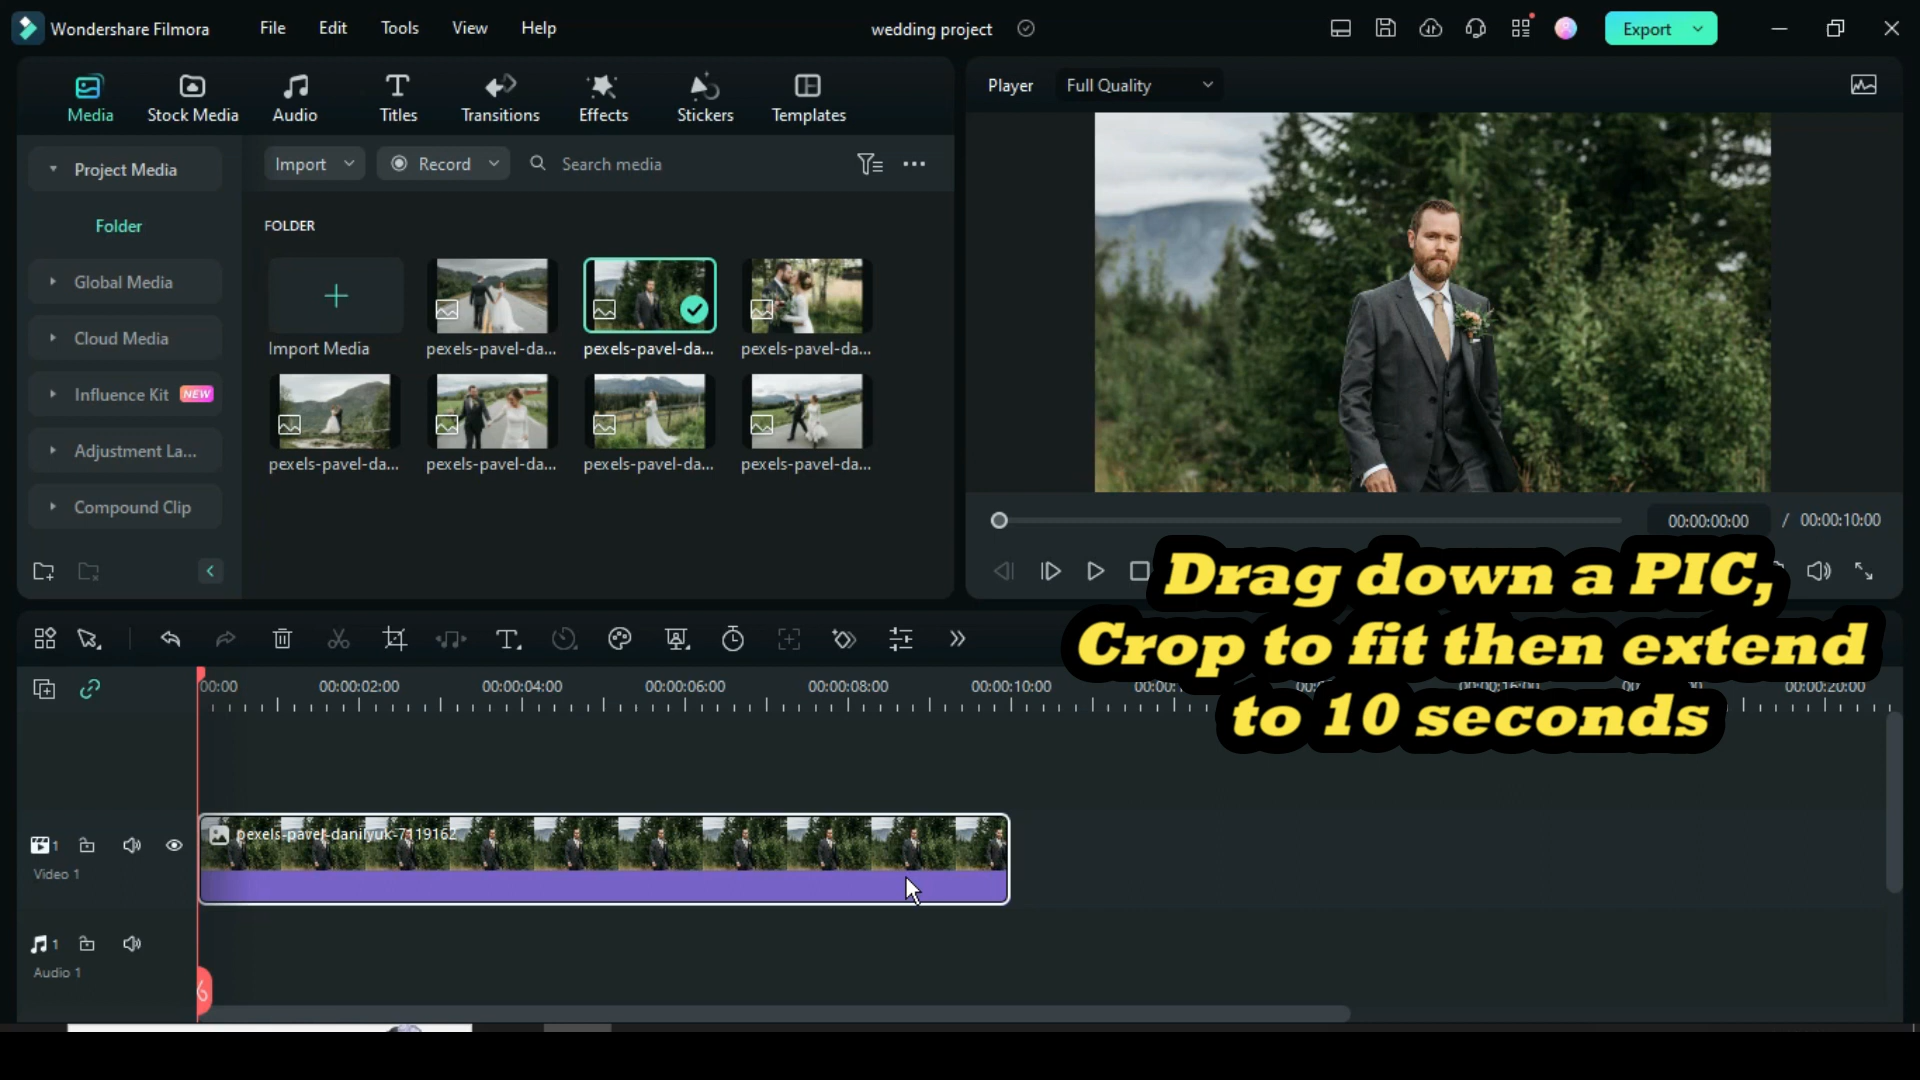 Wondershare Filmora
File
Edit
Tools
View
Help
wedding project
Export
Media
Stock Media
Audio
Titles
Transitions
Effects
Stickers
Templates
Player
Full Quality
Project Media
Import
Record
Search media
Folder
FOLDER
Global Media
Cloud Media
Influence Kit NEW
Adjustment La...
Compound Clip
Import Media
pexels-pavel-da...
pexels-pavel-da...
pexels-pavel-da...
pexels-pavel-da...
pexels-pavel-da...
pexels-pavel-da...
pexels-pavel-da...
00:00:00:00 / 00:00:10:00
Drag down a PIC,
Crop to fit then extend
to 10 seconds
00:00
00:00:02:00
00:00:04:00
00:00:06:00
00:00:08:00
00:00:10:00
00:00:20:00
pexels-pavel-danilyuk-7119162
1
Video 1
1
Audio 1